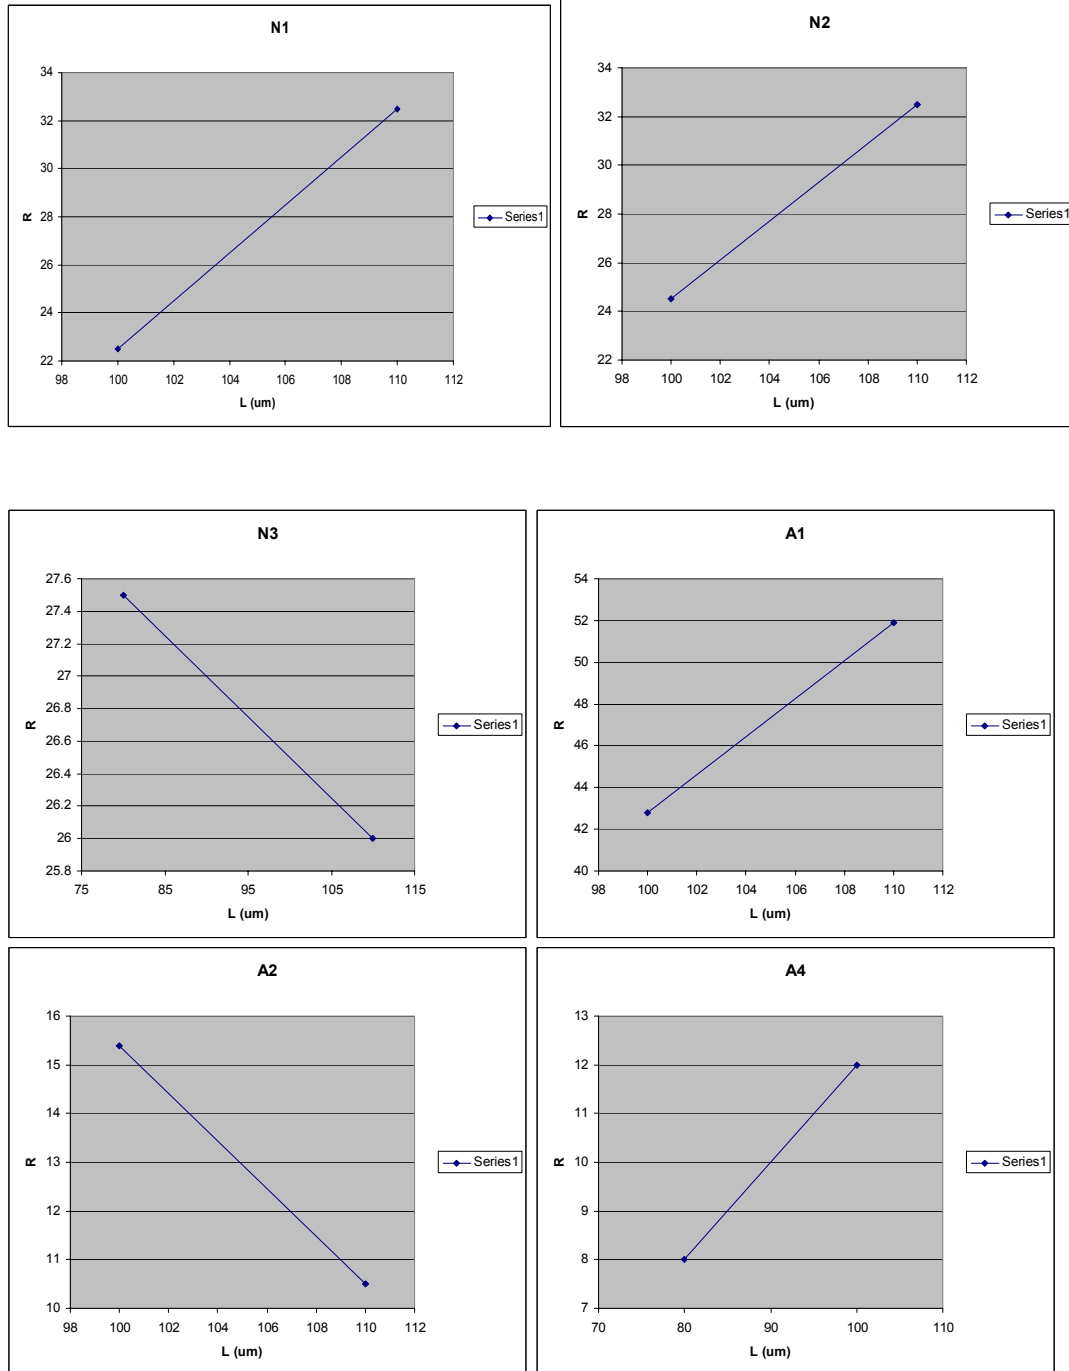 N1
34
32
30
28
26
24
22
98 100 102 104 106 108 110 112
R
L (um)
Series1
N2
34
32
30
28
26
24
22
98 100 102 104 106 108 110 112
R
L (um)
Series1
N3
27.6
27.4
27.2
27
26.8
26.6
26.4
26.2
26
25.8
75 85 95 105 115
R
L (um)
Series1
A1
54
52
50
48
46
44
42
40
98 100 102 104 106 108 110 112
R
L (um)
Series1
A2
16
15
14
13
12
11
10
98 100 102 104 106 108 110 112
R
L (um)
Series1
A4
13
12
11
10
9
8
7
70 80 90 100 110
R
L (um)
Series1